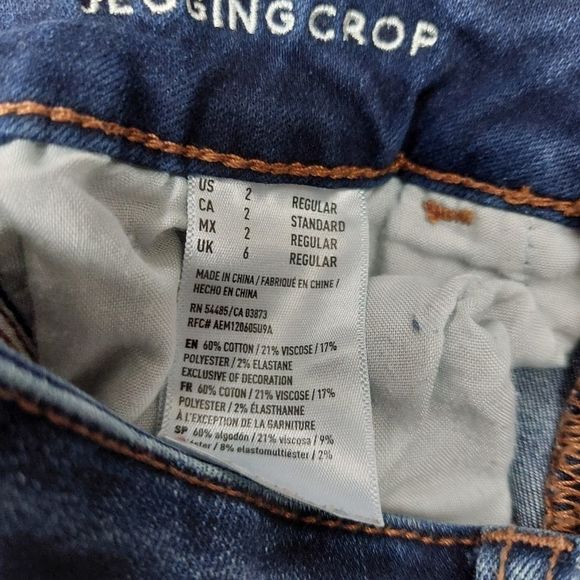 JEGGING CROP
US 2 REGULAR
CA 2 STANDARD
MX 2 REGULAR
UK 6 REGULAR
MADE IN CHINA / FABRIQUÉ EN CHINE /
HECHO EN CHINA
RN 54485/CA 03873
RFC# AEM120605U9A
EN 60% COTTON / 21% VISCOSE / 17%
POLYESTER / 2% ELASTANE
EXCLUSIVE OF DECORATION
FR 60% COTON / 21% VISCOSE / 17%
POLYESTER / 2% ÉLASTHANNE
À L'EXCEPTION DE LA GARNITURE
SP 60% algodón / 21% viscosa / 9%
/ 8% elastomultiéster / 2%